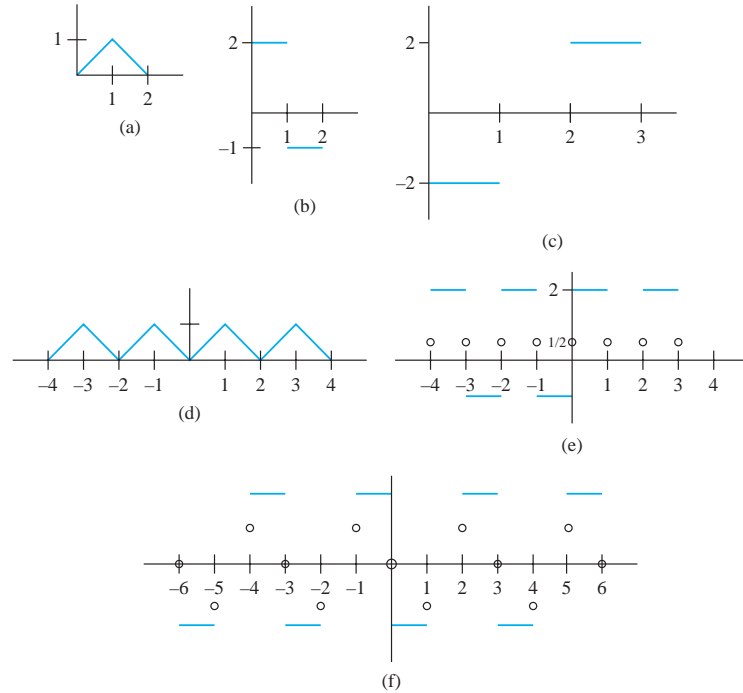 1
1 2
(a)
2
1 2
–1
(b)
2
1 2 3
–2
(c)
–4 –3 –2 –1 1 2 3 4
(d)
2
1/2
–4 –3 –2 –1 1 2 3 4
(e)
–6 –5 –4 –3 –2 –1 1 2 3 4 5 6
(f)